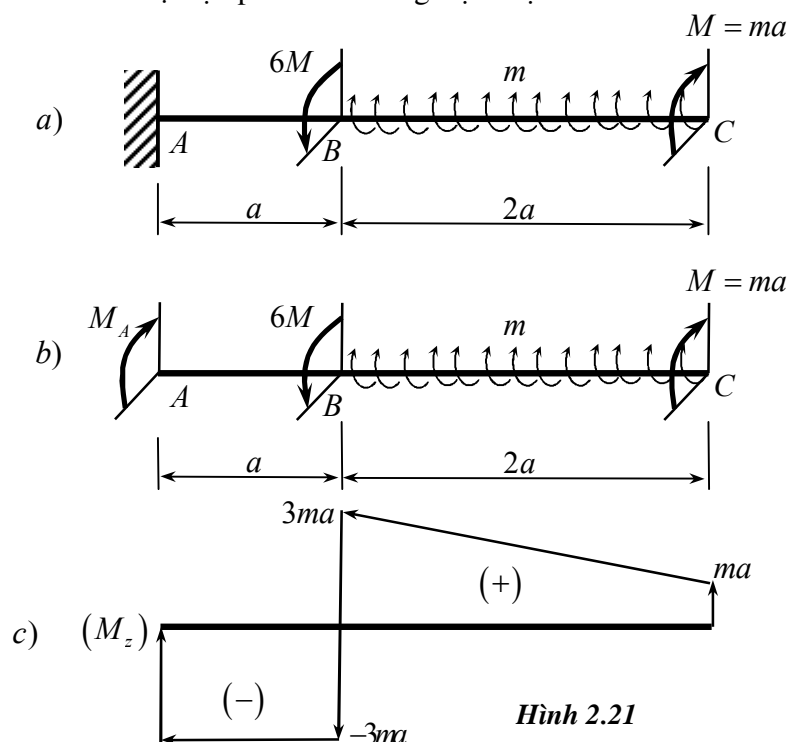 M = ma
6M
m
a)
A
B
C
a
2a
M = ma
M_A
6M
m
b)
A
B
C
a
2a
3ma
ma
(+)
c) (M_z)
(−)
Hình 2.21
−3ma